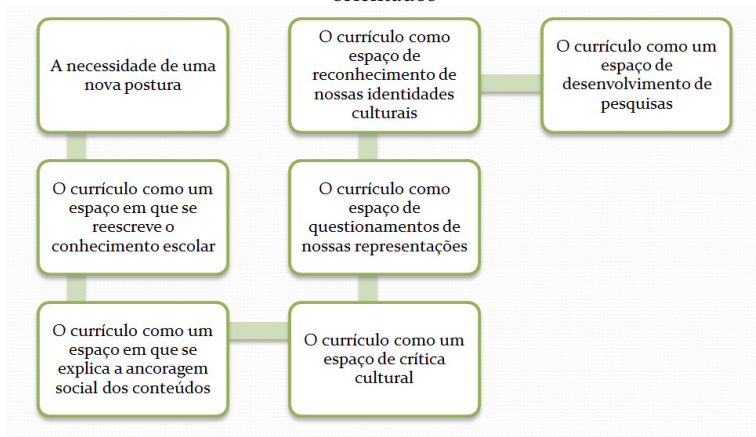 orientados
A necessidade de uma
nova postura
O currículo como um
espaço em que se
reescreve o
conhecimento escolar
O currículo como um
espaço em que se
explica a ancoragem
social dos conteúdos
O currículo como um
espaço de crítica
cultural
O currículo como
espaço de
questionamentos de
nossas representações
O currículo como
espaço de
reconhecimento de
nossas identidades
culturais
O currículo como um
espaço de
desenvolvimento de
pesquisas